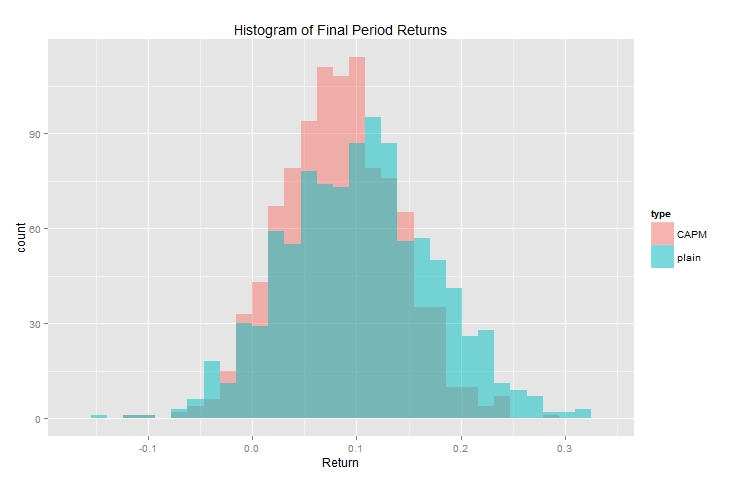 Histogram of Final Period Returns
count
90
60
30
0
-0.1
0.0
0.1
0.2
0.3
Return
type
CAPM
plain